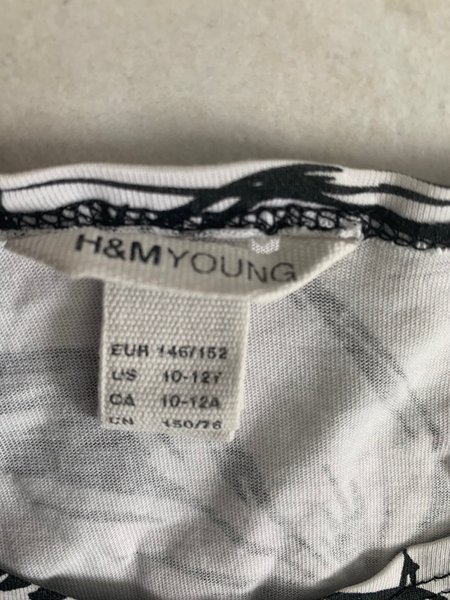 H&M YOUNG
EUR 146/152
US 10-12Y
CA 10-12A
CN 150/76